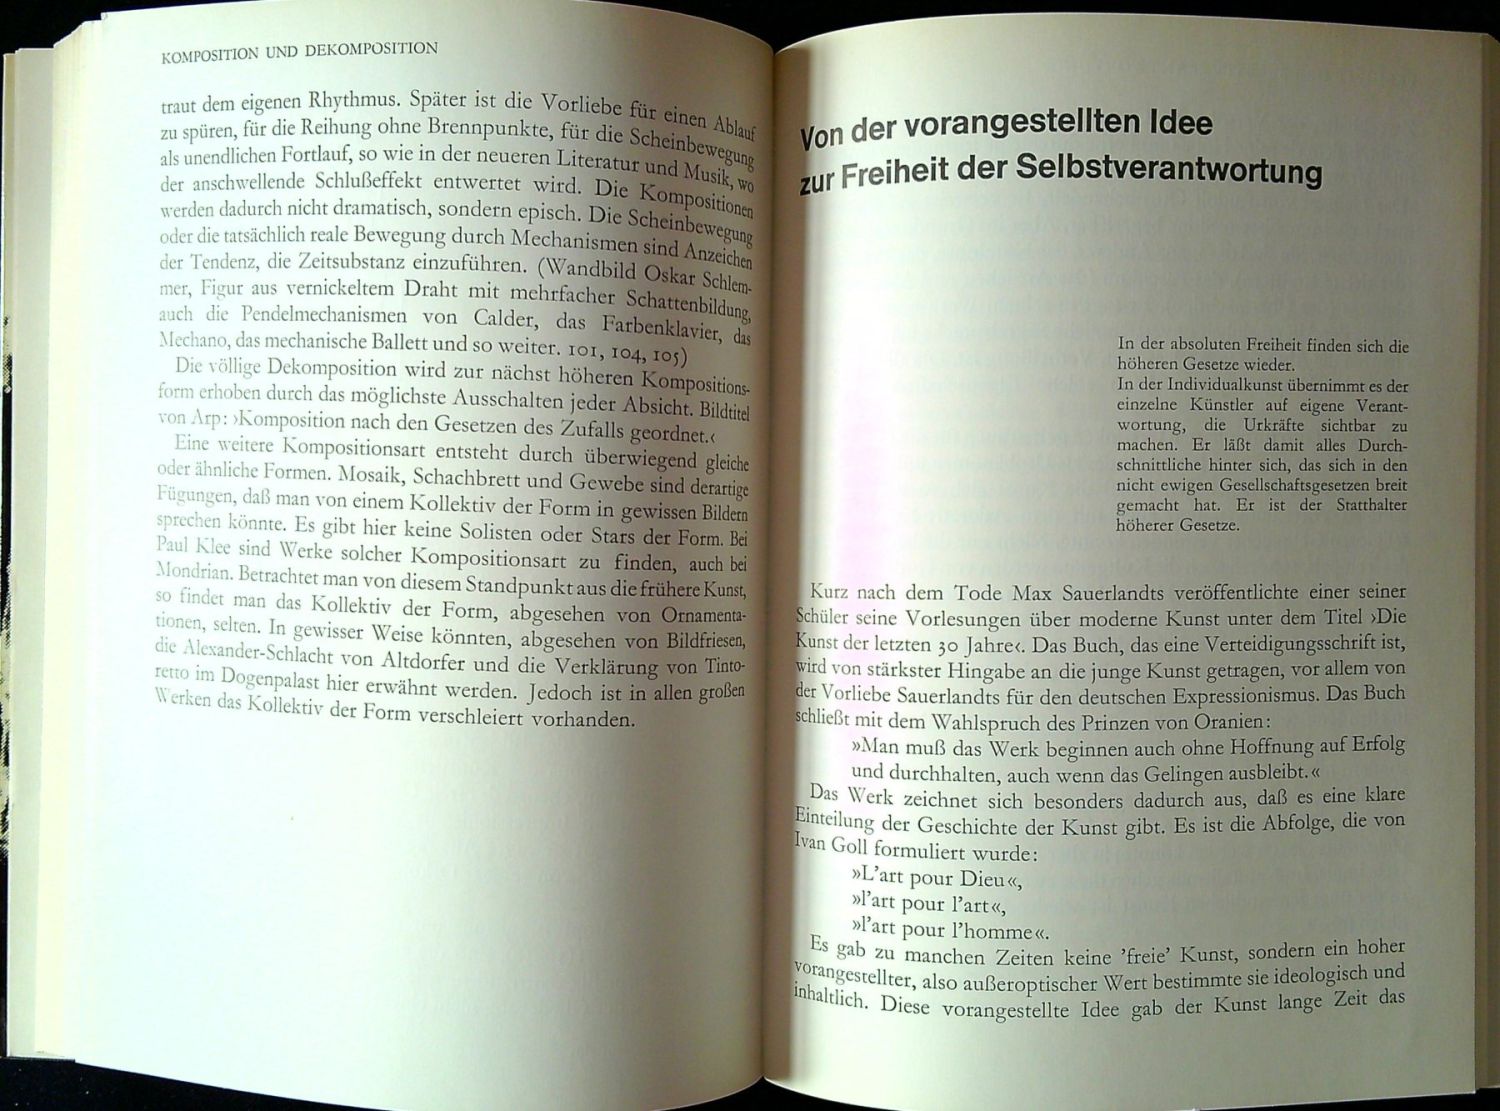 KOMPOSITION UND DEKOMPOSITION
traut dem eigenen Rhythmus. Später ist die Vorliebe für einen Ablauf
zu spüren, für die Reihung ohne Brennpunkte, für die Scheinbewegung
als unendlichen Fortlauf, so wie in der neueren Literatur und Musik, wo
der anschwellende Schlußeffekt entwertet wird. Die Kompositionen
werden dadurch nicht dramatisch, sondern episch. Die Scheinbewegung
oder die tatsächlich reale Bewegung durch Mechanismen sind Anzeichen
der Tendenz, die Zeitsubstanz einzuführen. (Wandbild Oskar Schlem-
mer, Figur aus vernickeltem Draht mit mehrfacher Schattenbildung,
auch die Pendelmechanismen von Calder, das Farbenklavier, das
Mechano, das mechanische Ballett und so weiter. 101, 104, 105)
Die völlige Dekomposition wird zur nächst höheren Kompositions-
form erhoben durch das möglichste Ausschalten jeder Absicht. Bildtitel
von Arp: ›Komposition nach den Gesetzen des Zufalls geordnet.‹
Eine weitere Kompositionsart entsteht durch überwiegend gleiche
oder ähnliche Formen. Mosaik, Schachbrett und Gewebe sind derartige
Fügungen, daß man von einem Kollektiv der Form in gewissen Bildern
sprechen könnte. Es gibt hier keine Solisten oder Stars der Form. Bei
Paul Klee sind Werke solcher Kompositionsart zu finden, auch bei
Mondrian. Betrachtet man von diesem Standpunkt aus die frühere Kunst,
so findet man das Kollektiv der Form, abgesehen von Ornamenta-
tionen, selten. In gewisser Weise könnten, abgesehen von Bildfriesen,
die Alexander-Schlacht von Altdorfer und die Verklärung von Tinto-
retto im Dogenpalast hier erwähnt werden. Jedoch ist in allen großen
Werken das Kollektiv der Form verschleiert vorhanden.
Von der vorangestellten Idee
zur Freiheit der Selbstverantwortung
In der absoluten Freiheit finden sich die
höheren Gesetze wieder.
In der Individualkunst übernimmt es der
einzelne Künstler auf eigene Verant-
wortung, die Urkräfte sichtbar zu
machen. Er läßt damit alles Durch-
schnittliche hinter sich, das sich in den
nicht ewigen Gesellschaftsgesetzen breit
gemacht hat. Er ist der Statthalter
höherer Gesetze.
Kurz nach dem Tode Max Sauerlandts veröffentlichte einer seiner
Schüler seine Vorlesungen über moderne Kunst unter dem Titel ›Die
Kunst der letzten 30 Jahre‹. Das Buch, das eine Verteidigungsschrift ist,
wird von stärkster Hingabe an die junge Kunst getragen, vor allem von
der Vorliebe Sauerlandts für den deutschen Expressionismus. Das Buch
schließt mit dem Wahlspruch des Prinzen von Oranien:
»Man muß das Werk beginnen auch ohne Hoffnung auf Erfolg
und durchhalten, auch wenn das Gelingen ausbleibt.«
Das Werk zeichnet sich besonders dadurch aus, daß es eine klare
Einteilung der Geschichte der Kunst gibt. Es ist die Abfolge, die von
Ivan Goll formuliert wurde:
»L'art pour Dieu«,
»l'art pour l'art«,
»l'art pour l'homme«.
Es gab zu manchen Zeiten keine 'freie' Kunst, sondern ein hoher
vorangestellter, also außeroptischer Wert bestimmte sie ideologisch und
inhaltlich. Diese vorangestellte Idee gab der Kunst lange Zeit das